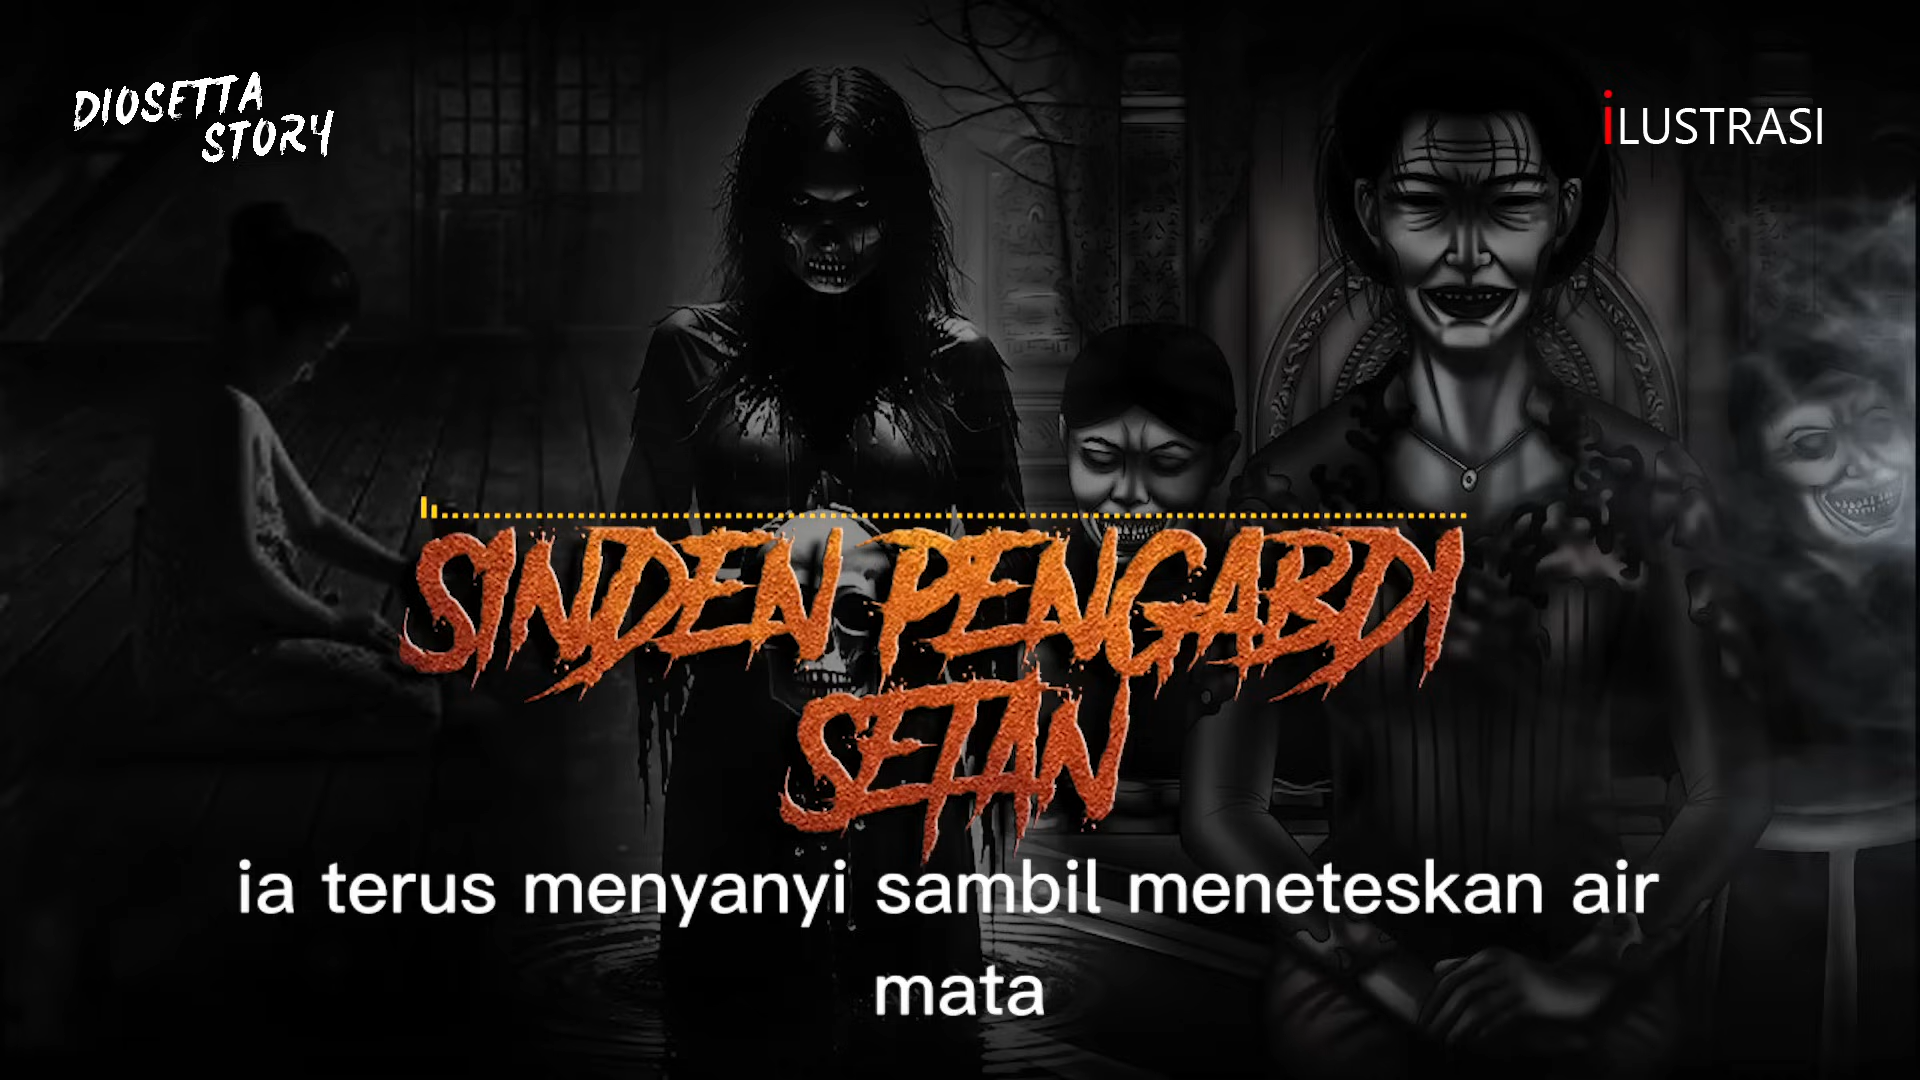 DIOSETTA
STORY
iLUSTRASI
SINDEN PENGABDI
SETAN
ia terus menyanyi sambil meneteskan air
mata